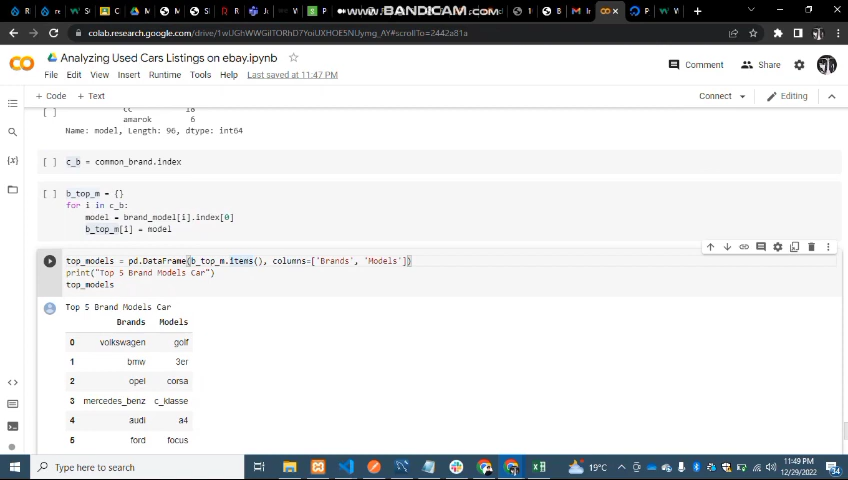 www.BANDICAM.com
colab.research.google.com/drive/1wUGhWWGiITORhD7YoiUXHOE5NUymg_AY#scrollTo=2442a81a
Analyzing Used Cars Listings on ebay.ipynb
Comment
Share
File Edit View Insert Runtime Tools Help Last saved at 11:47 PM
+ Code + Text
Connect
Editing
[ ]
cc 18
amarok 6
Name: model, Length: 96, dtype: int64
[ ] c_b = common_brand.index
[ ] b_top_m = {}
for i in c_b:
model = brand_model[i].index[0]
b_top_m[i] = model
top_models = pd.DataFrame(b_top_m.items(), columns=['Brands', 'Models'])
print("Top 5 Brand Models Car")
top_models
Top 5 Brand Models Car
Brands Models
0 volkswagen golf
1 bmw 3er
2 opel corsa
3 mercedes_benz c_klasse
4 audi a4
5 ford focus
Type here to search
19°C
11:49 PM
12/29/2022
34